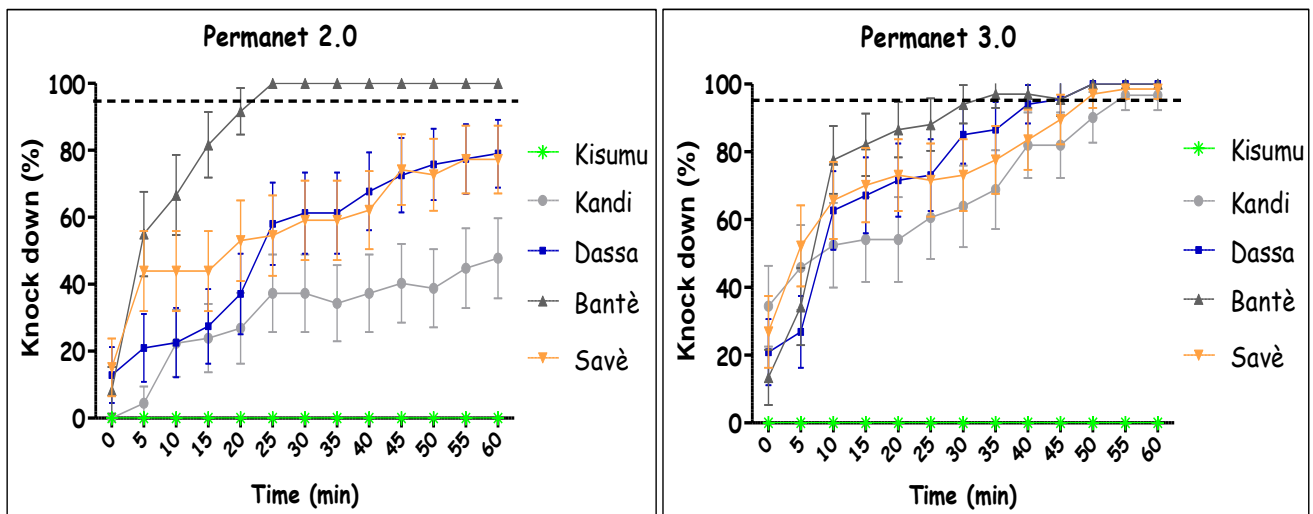 Permanet 2.0
Knock down (%)
100
80
60
40
20
0
0 5 10 15 20 25 30 35 40 45 50 55 60
Time (min)
Kisumu
Kandi
Dassa
Bantè
Savè
Permanet 3.0
Knock down (%)
100
80
60
40
20
0
0 5 10 15 20 25 30 35 40 45 50 55 60
Time (min)
Kisumu
Kandi
Dassa
Bantè
Savè